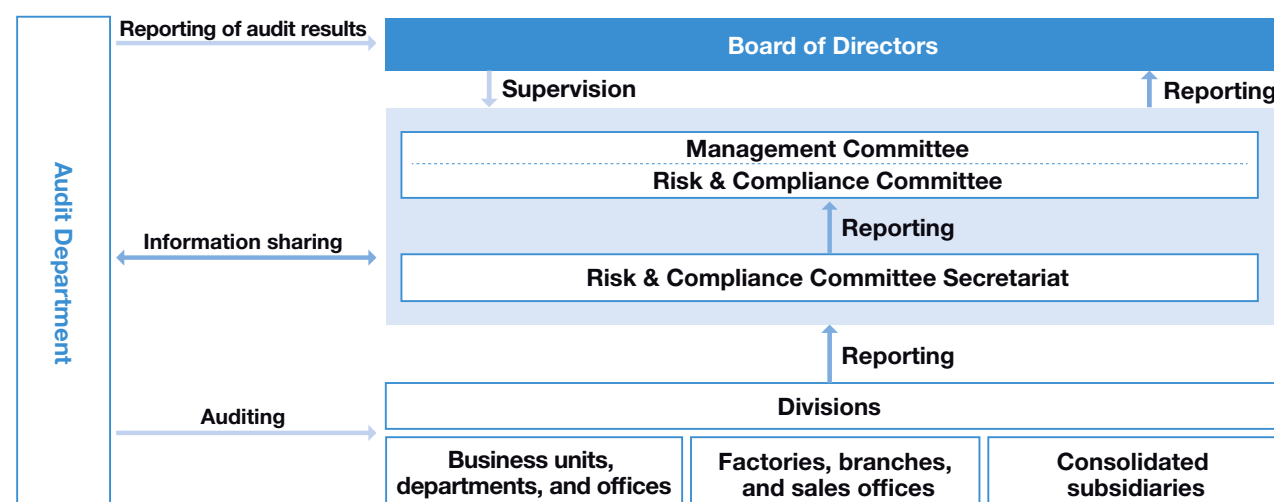 Reporting of audit results
Board of Directors
Supervision
Reporting
Audit Department
Management Committee
Risk & Compliance Committee
Reporting
Information sharing
Risk & Compliance Committee Secretariat
Reporting
Divisions
Auditing
Business units,
departments, and offices
Factories, branches,
and sales offices
Consolidated
subsidiaries